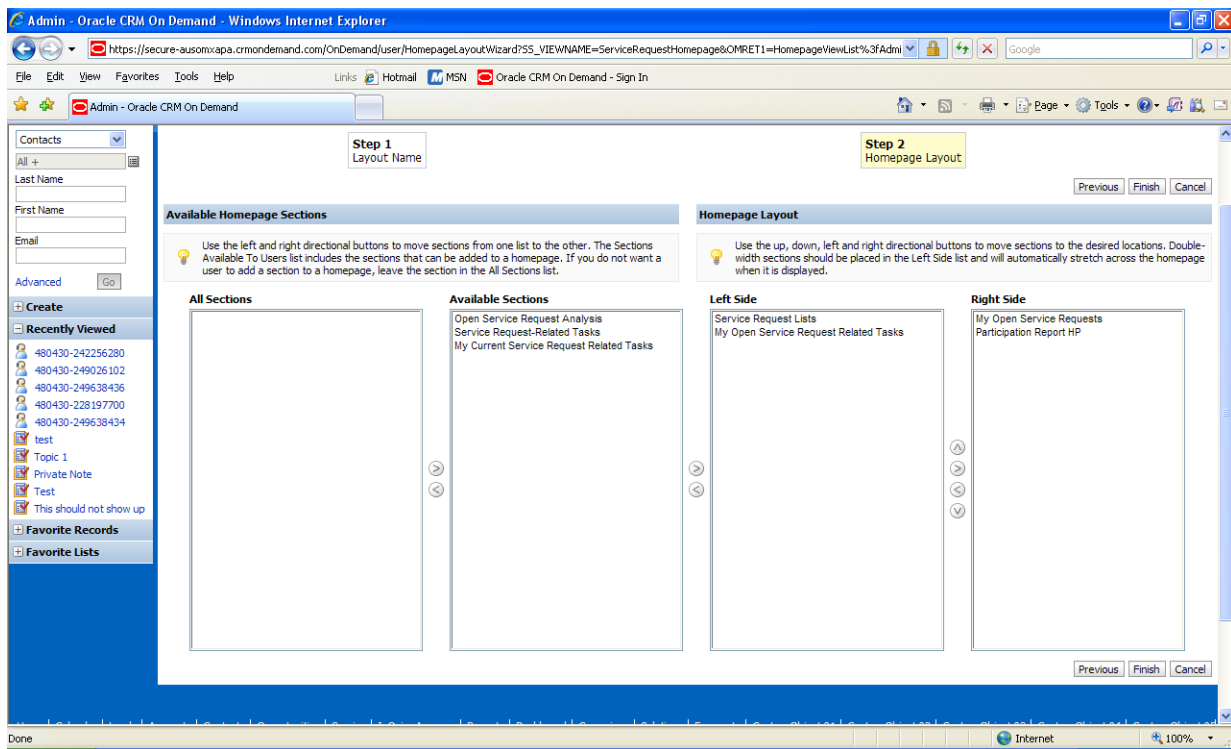 Admin - Oracle CRM On Demand - Windows Internet Explorer
https://secure-ausomxapa.crmondemand.com/OnDemand/user/HomepageLayoutWizard?SS_VIEWNAME=ServiceRequestHomepage&OMRET1=HomepageViewList%3fAdmi
Google
File Edit View Favorites Tools Help
Links Hotmail MSN Oracle CRM On Demand - Sign In
Admin - Oracle CRM On Demand
Page Tools
Contacts
All +
Last Name
First Name
Email
Advanced Go
Create
Recently Viewed
480430-242256280
480430-249026102
480430-249638436
480430-228197700
480430-249638434
test
Topic 1
Private Note
Test
This should not show up
Favorite Records
Favorite Lists
Step 1
Layout Name
Step 2
Homepage Layout
Previous Finish Cancel
Available Homepage Sections
Use the left and right directional buttons to move sections from one list to the other. The Sections
Available To Users list includes the sections that can be added to a homepage. If you do not want a
user to add a section to a homepage, leave the section in the All Sections list.
Homepage Layout
Use the up, down, left and right directional buttons to move sections to the desired locations. Double-
width sections should be placed in the Left Side list and will automatically stretch across the homepage
when it is displayed.
All Sections
Available Sections
Open Service Request Analysis
Service Request-Related Tasks
My Current Service Request Related Tasks
Left Side
Service Request Lists
My Open Service Request Related Tasks
Right Side
My Open Service Requests
Participation Report HP
Previous Finish Cancel
Done
Internet
100%